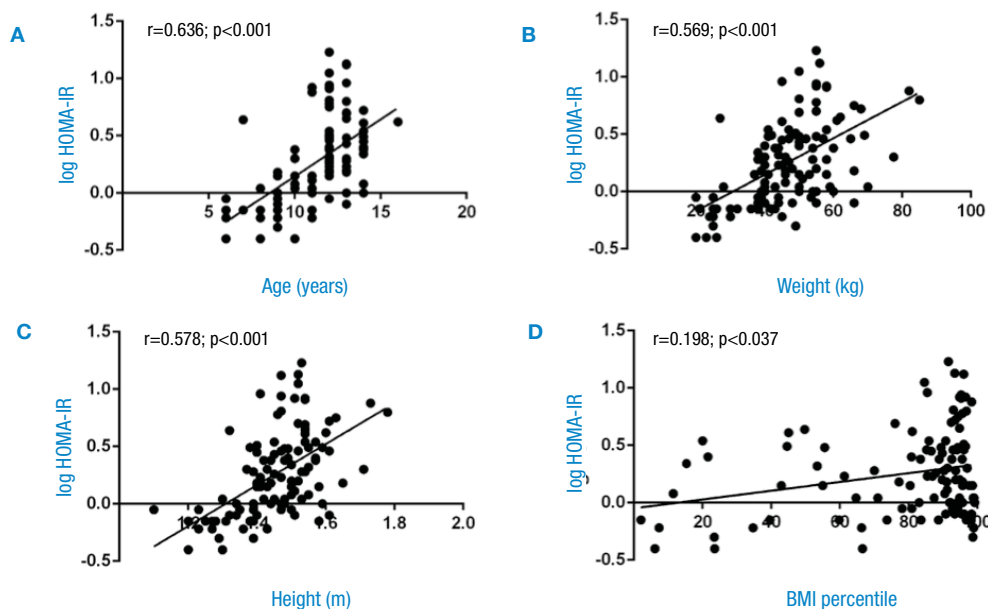 A
r=0.636; p<0.001
log HOMA-IR
1.5
1.0
0.5
0.0
-0.5
5 10 15 20
Age (years)
B
r=0.569; p<0.001
log HOMA-IR
1.5
1.0
0.5
0.0
-0.5
20 40 60 80 100
Weight (kg)
C
r=0.578; p<0.001
log HOMA-IR
1.5
1.0
0.5
0.0
-0.5
1.2 1.4 1.6 1.8 2.0
Height (m)
D
r=0.198; p<0.037
log HOMA-IR
1.5
1.0
0.5
0.0
-0.5
20 40 60 80 100
BMI percentile